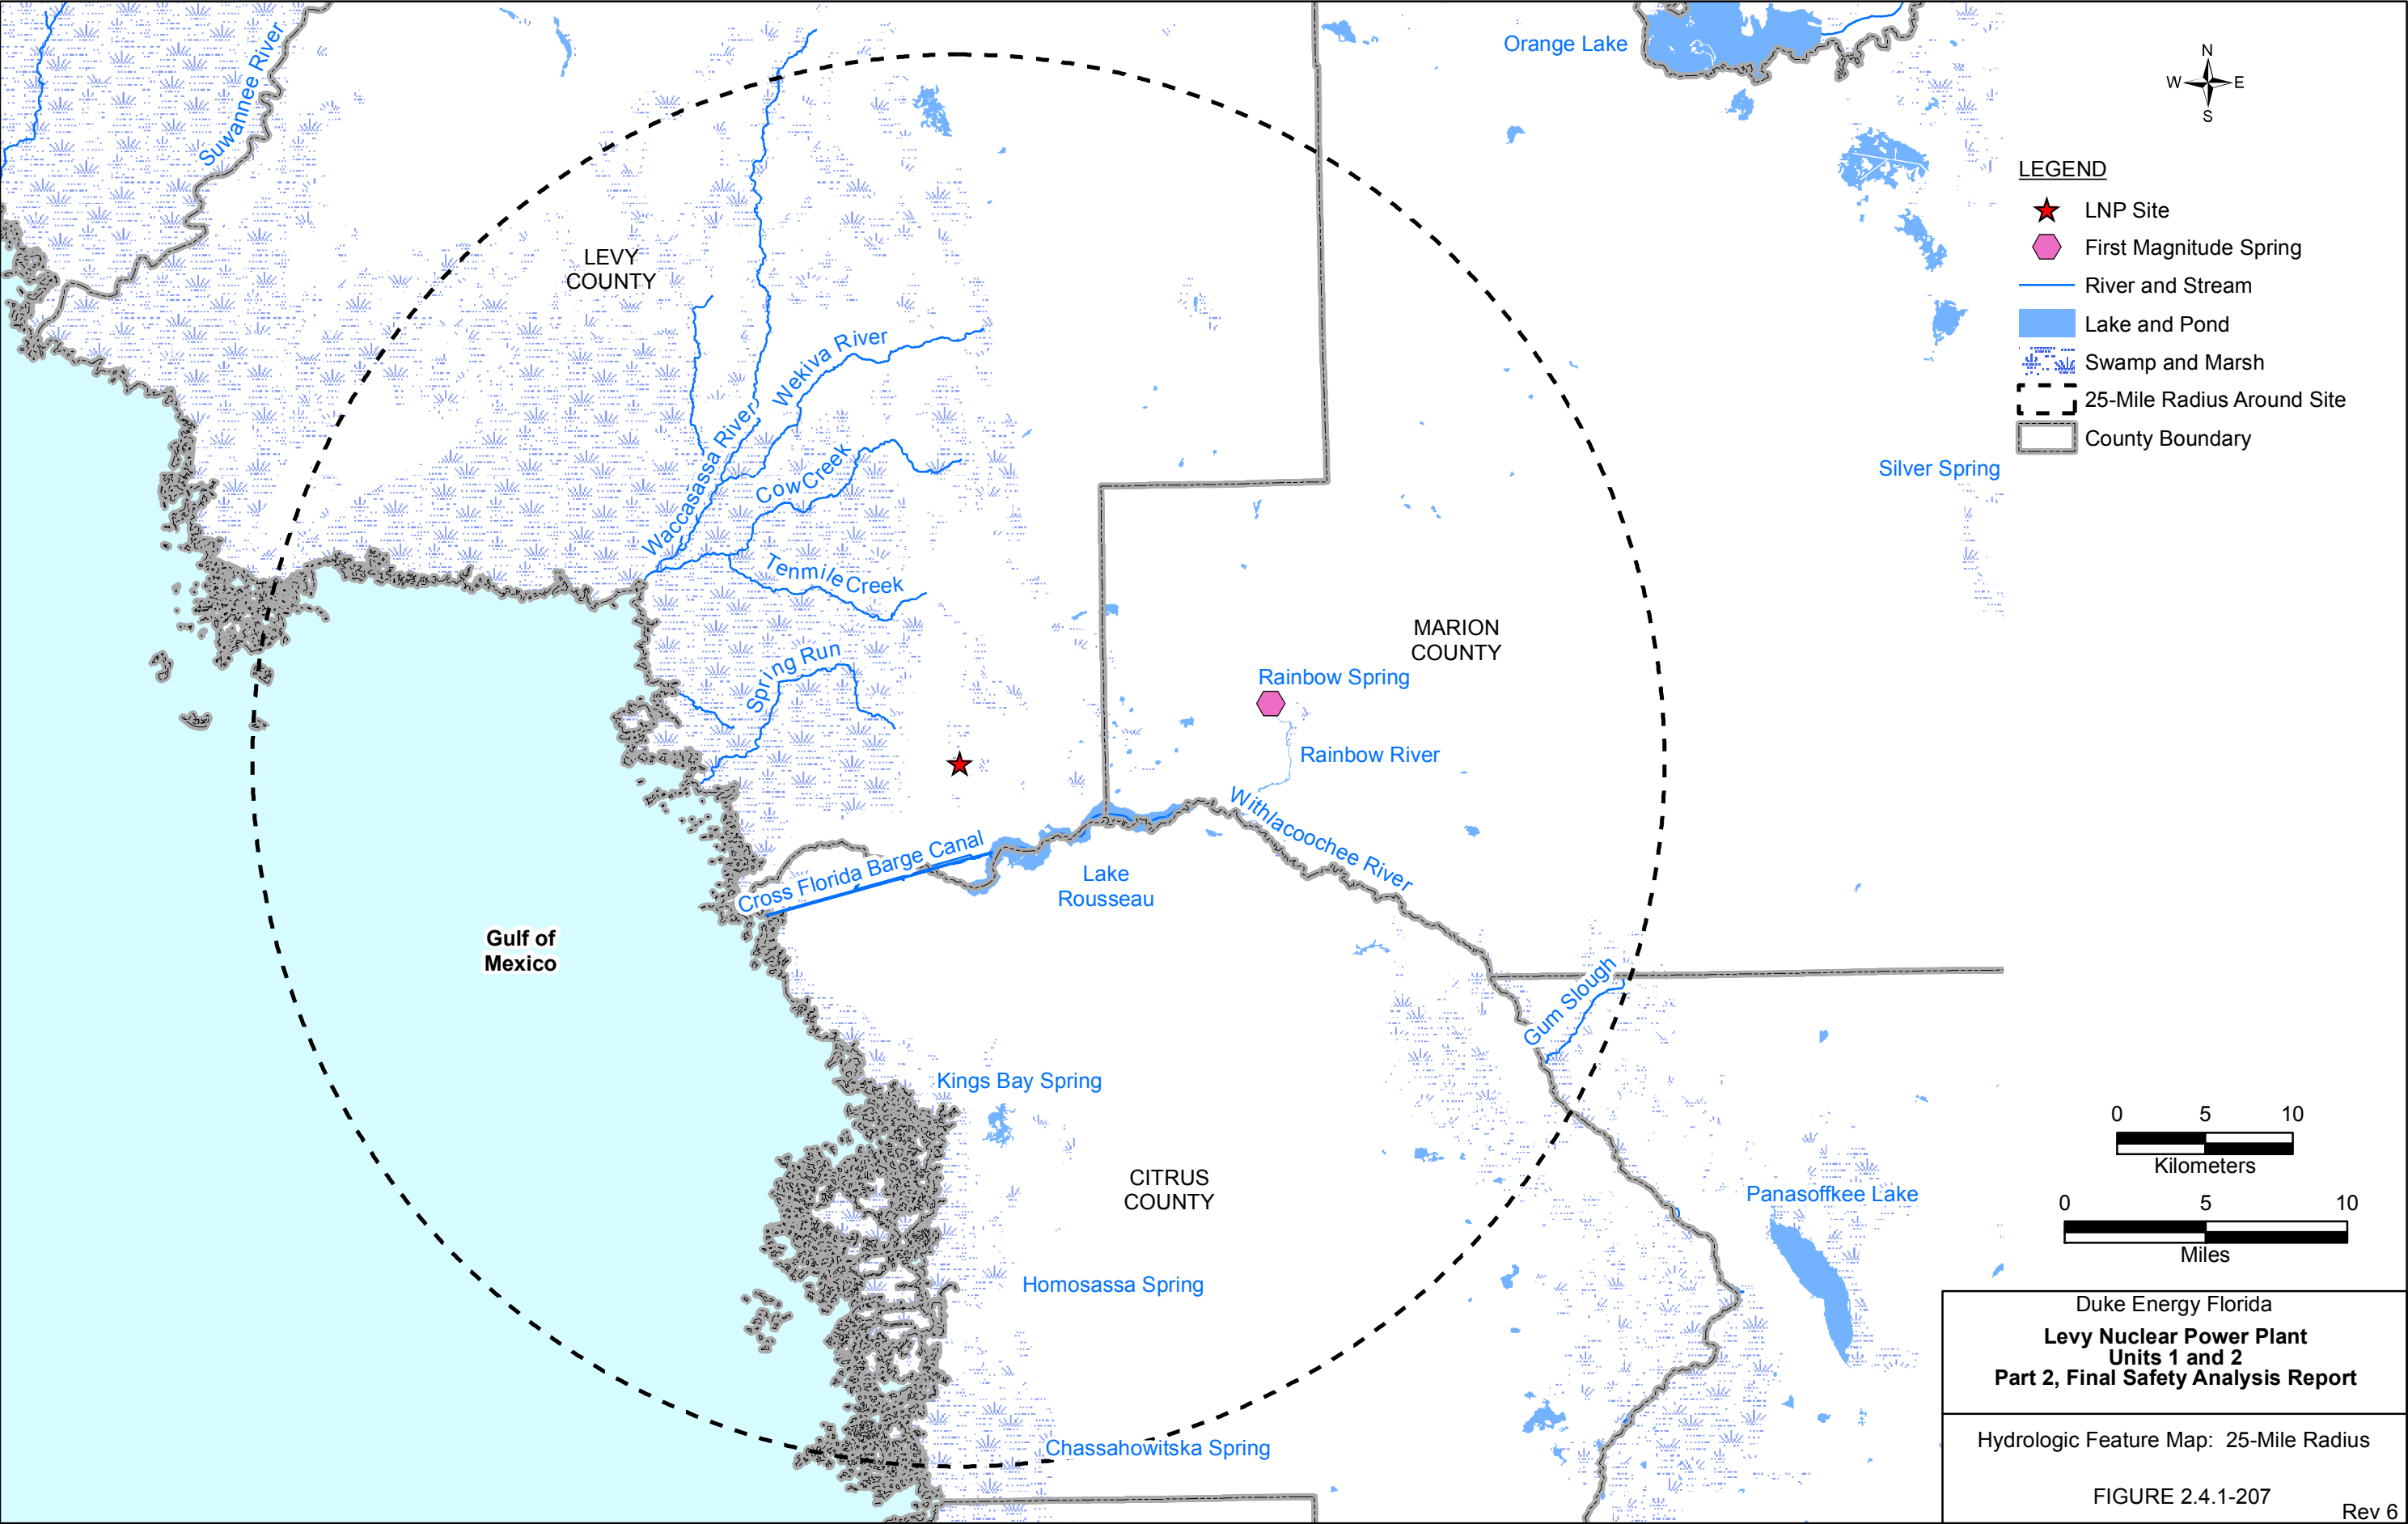 Orange Lake
N
W
E
S
Suwannee River
LEGEND
LNP Site
First Magnitude Spring
River and Stream
Lake and Pond
Swamp and Marsh
25-Mile Radius Around Site
County Boundary
LEVY
COUNTY
Wekiva River
Waccasassa River
Cow Creek
Silver Spring
Tenmile Creek
MARION
COUNTY
Spring Run
Rainbow Spring
Rainbow River
Withlacoochee River
Cross Florida Barge Canal
Lake
Rousseau
Gulf of
Mexico
Gum Slough
Kings Bay Spring
CITRUS
COUNTY
Panasoffkee Lake
Homosassa Spring
Chassahowitska Spring
0 5 10
Kilometers
0 5 10
Miles
Duke Energy Florida
Levy Nuclear Power Plant
Units 1 and 2
Part 2, Final Safety Analysis Report
Hydrologic Feature Map: 25-Mile Radius
FIGURE 2.4.1-207
Rev 6